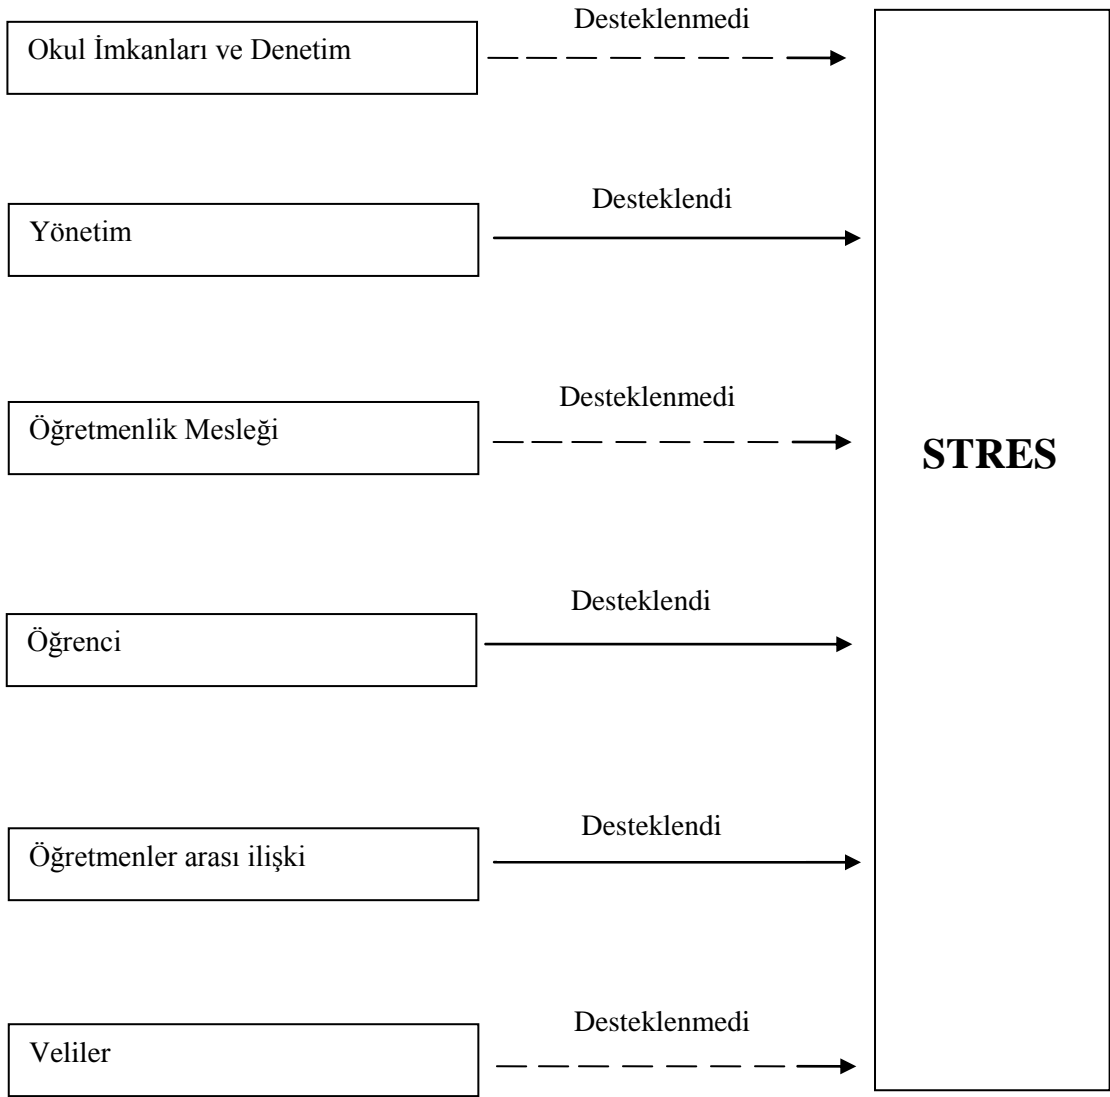 Desteklenmedi
Okul İmkanları ve Denetim
Desteklendi
Yönetim
Desteklenmedi
Öğretmenlik Mesleği
STRES
Desteklendi
Öğrenci
Desteklendi
Öğretmenler arası ilişki
Desteklenmedi
Veliler